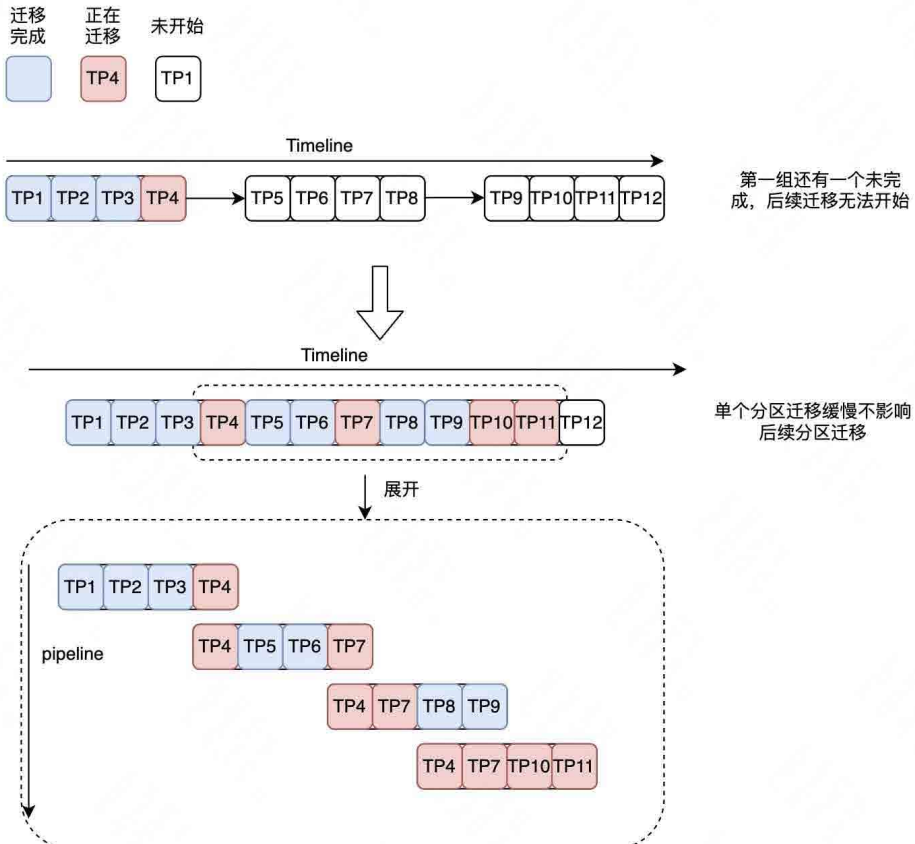 迁移
完成
正在
迁移
未开始
TP4
TP1
Timeline
TP1 TP2 TP3 TP4 TP5 TP6 TP7 TP8 TP9 TP10 TP11 TP12
第一组还有一个未完
成，后续迁移无法开始
Timeline
TP1 TP2 TP3 TP4 TP5 TP6 TP7 TP8 TP9 TP10 TP11 TP12
单个分区迁移缓慢不影响
后续分区迁移
展开
TP1 TP2 TP3 TP4
pipeline
TP4 TP5 TP6 TP7
TP4 TP7 TP8 TP9
TP4 TP7 TP10 TP11